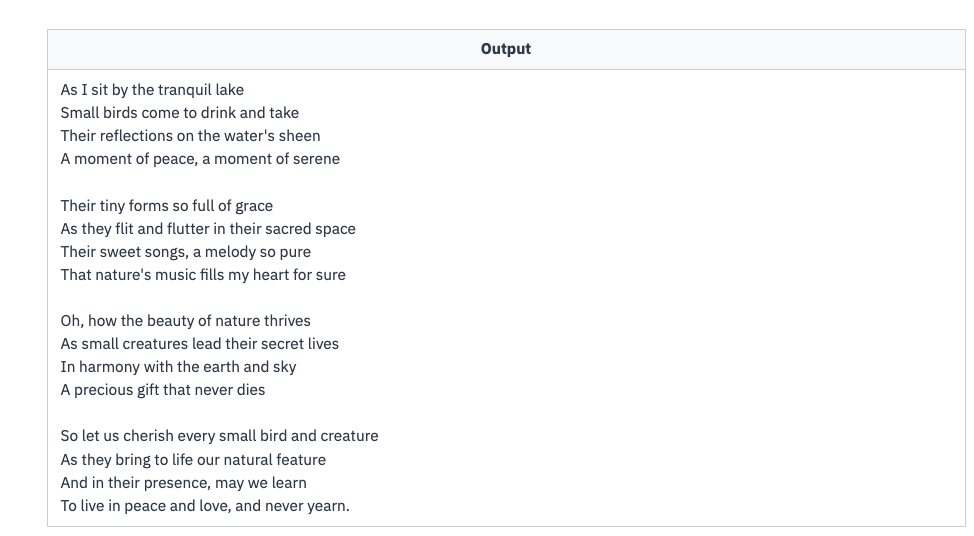 Output
As I sit by the tranquil lake
Small birds come to drink and take
Their reflections on the water's sheen
A moment of peace, a moment of serene
Their tiny forms so full of grace
As they flit and flutter in their sacred space
Their sweet songs, a melody so pure
That nature's music fills my heart for sure
Oh, how the beauty of nature thrives
As small creatures lead their secret lives
In harmony with the earth and sky
A precious gift that never dies
So let us cherish every small bird and creature
As they bring to life our natural feature
And in their presence, may we learn
To live in peace and love, and never yearn.